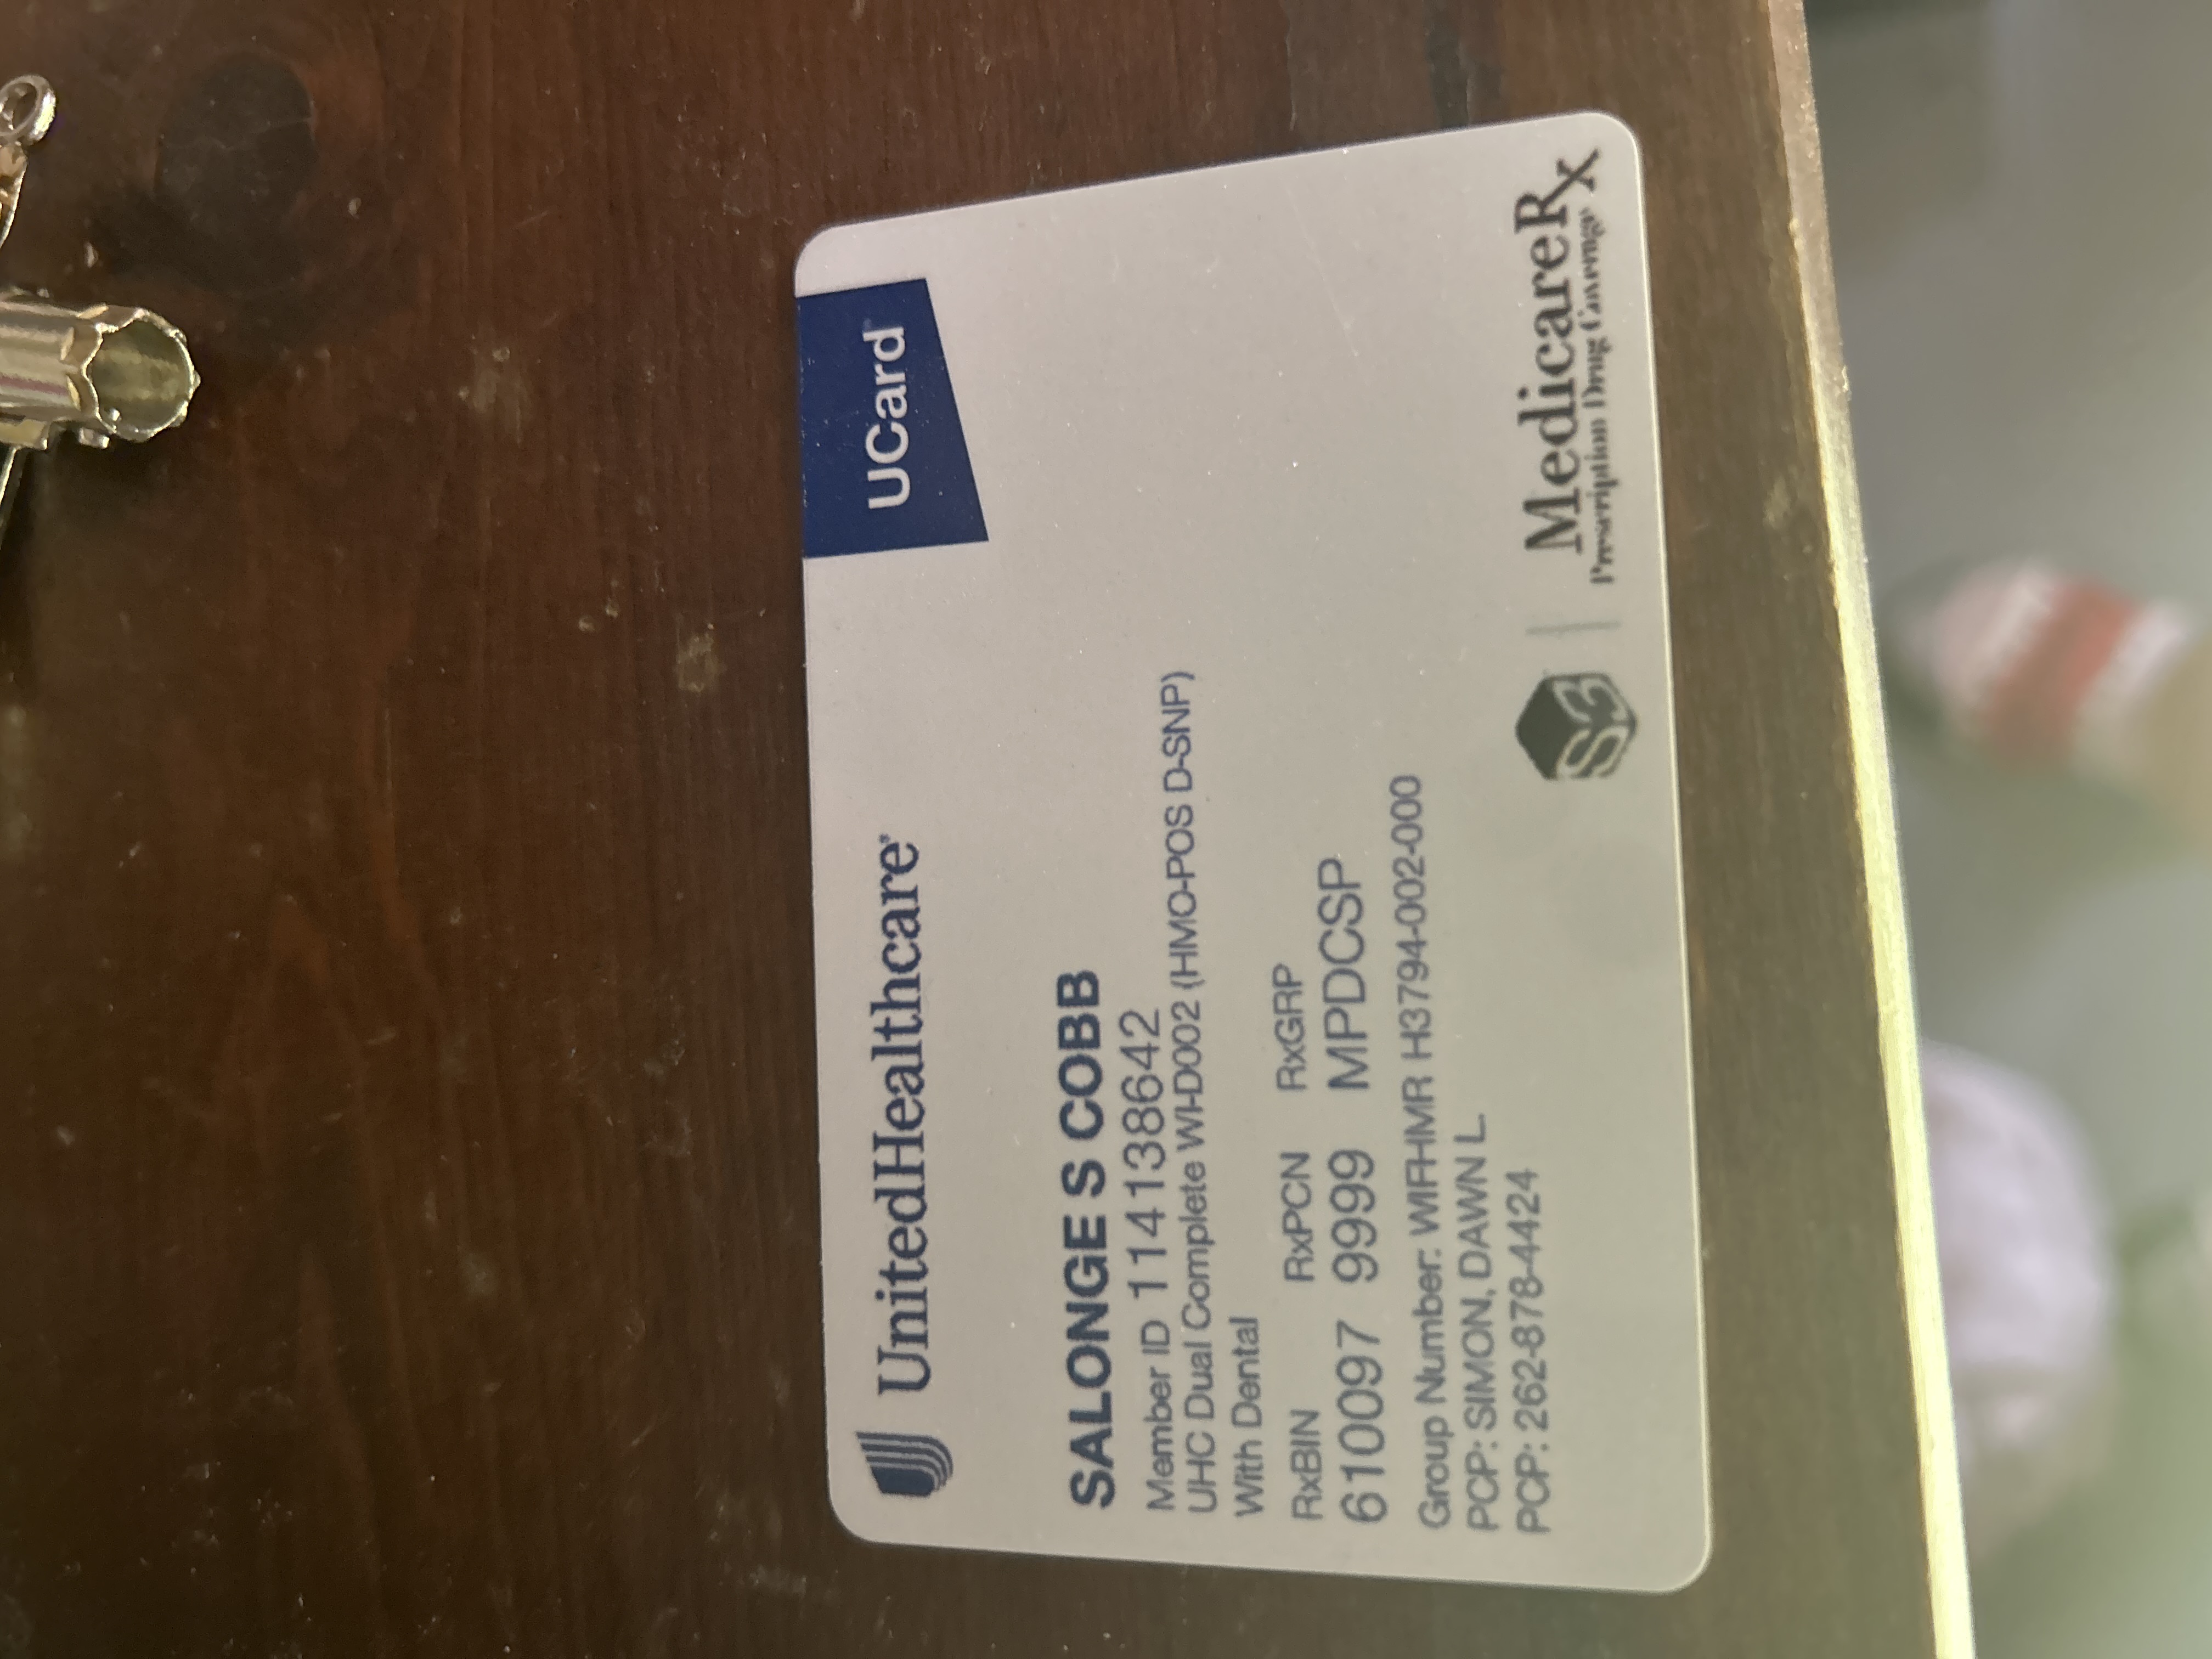 UnitedHealthcare
UCard
SALONGE S COBB
Member ID 114138642
UHC Dual Complete WI-D002 (HMO-POS D-SNP)
With Dental
RxBIN RxPCN RxGRP
610097 9999 MPDCSP
Group Number: WIFHMR H3794-002-000
PCP: SIMON, DAWN L.
PCP: 262-878-4424
S3
MedicareRx
Prescription Drug Coverage